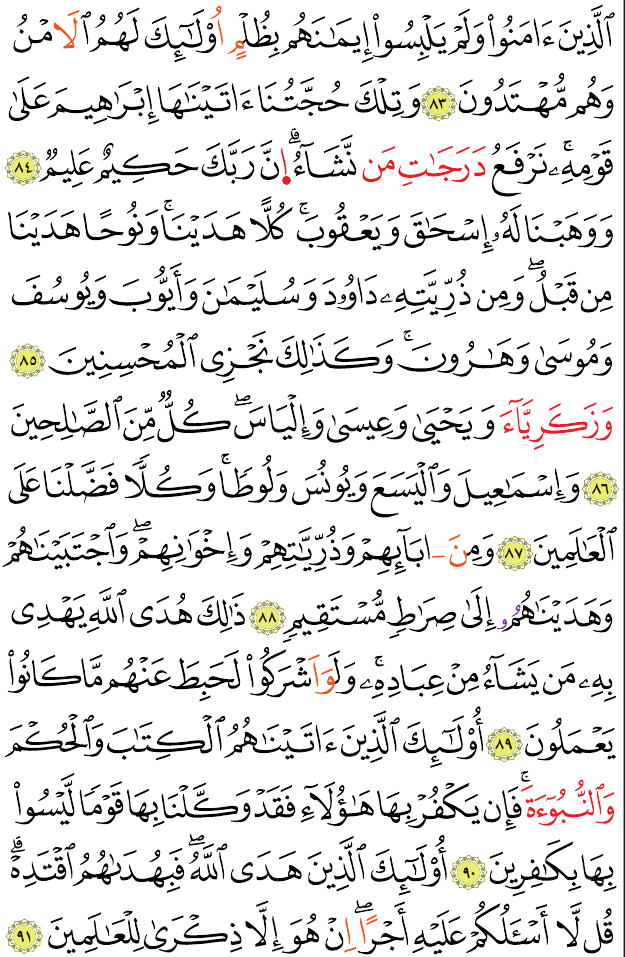 ٱلَّذِينَ ءَامَنُوا۟ وَلَمْ يَلْبِسُوٓا۟ إِيمَٰنَهُم بِظُلْمٍ ا۟وْلَٰٓئِكَ لَهُمُ ٱلَامْنُ
وَهُم مُّهْتَدُونَ ٨٣ وَتِلْكَ حُجَّتُنَآ ءَاتَيْنَٰهَآ إِبْرَٰهِيمَ عَلَىٰ
قَوْمِهِۦۚ نَرْفَعُ دَرَجَٰتِ مَن نَّشَآءُۗ اِنَّ رَبَّكَ حَكِيمٌ عَلِيمٌ ٨٤
وَوَهَبْنَا لَهُۥٓ إِسْحَٰقَ وَيَعْقُوبَۚ كُلًّا هَدَيْنَاۚ وَنُوحًا هَدَيْنَا
مِن قَبْلُۖ وَمِن ذُرِّيَّتِهِۦ دَاوُۥدَ وَسُلَيْمَٰنَ وَأَيُّوبَ وَيُوسُفَ
وَمُوسَىٰ وَهَٰرُونَۚ وَكَذَٰلِكَ نَجْزِى ٱلْمُحْسِنِينَ ٨٥
وَزَكَرِيَّآءَ وَيَحْيَىٰ وَعِيسَىٰ وَإِلْيَاسَۖ كُلٌّ مِّنَ ٱلصَّٰلِحِينَ
٨٦ وَإِسْمَٰعِيلَ وَٱلْيَسَعَ وَيُونُسَ وَلُوطًاۚ وَكُلًّا فَضَّلْنَا عَلَى
ٱلْعَٰلَمِينَ ٨٧ وَمِنَ ـ ابَآئِهِمْ وَذُرِّيَّٰتِهِمْ وَإِخْوَٰنِهِمْۖ وَٱجْتَبَيْنَٰهُمْ
وَهَدَيْنَٰهُمُۥٓ إِلَىٰ صِرَٰطٍ مُّسْتَقِيمٍ ٨٨ ذَٰلِكَ هُدَى ٱللَّهِ يَهْدِى
بِهِۦ مَن يَشَآءُ مِنْ عِبَادِهِۦۚ وَلَوَ اَشْرَكُوا۟ لَحَبِطَ عَنْهُم مَّا كَانُوا۟
يَعْمَلُونَ ٨٩ أُو۟لَٰٓئِكَ ٱلَّذِينَ ءَاتَيْنَٰهُمُ ٱلْكِتَٰبَ وَٱلْحُكْمَ
وَٱلنُّبُوٓءَةَۚ فَإِن يَكْفُرْ بِهَا هَٰٓؤُلَآءِ فَقَدْ وَكَّلْنَا بِهَا قَوْمًا لَّيْسُوا۟
بِهَا بِكَٰفِرِينَ ٩٠ أُو۟لَٰٓئِكَ ٱلَّذِينَ هَدَى ٱللَّهُۖ فَبِهُدَىٰهُمُ ٱقْتَدِهْۗ
قُل لَّآ أَسْـَٔلُكُمْ عَلَيْهِ أَجْرًاۖ اِنْ هُوَ إِلَّا ذِكْرَىٰ لِلْعَٰلَمِينَ ٩١